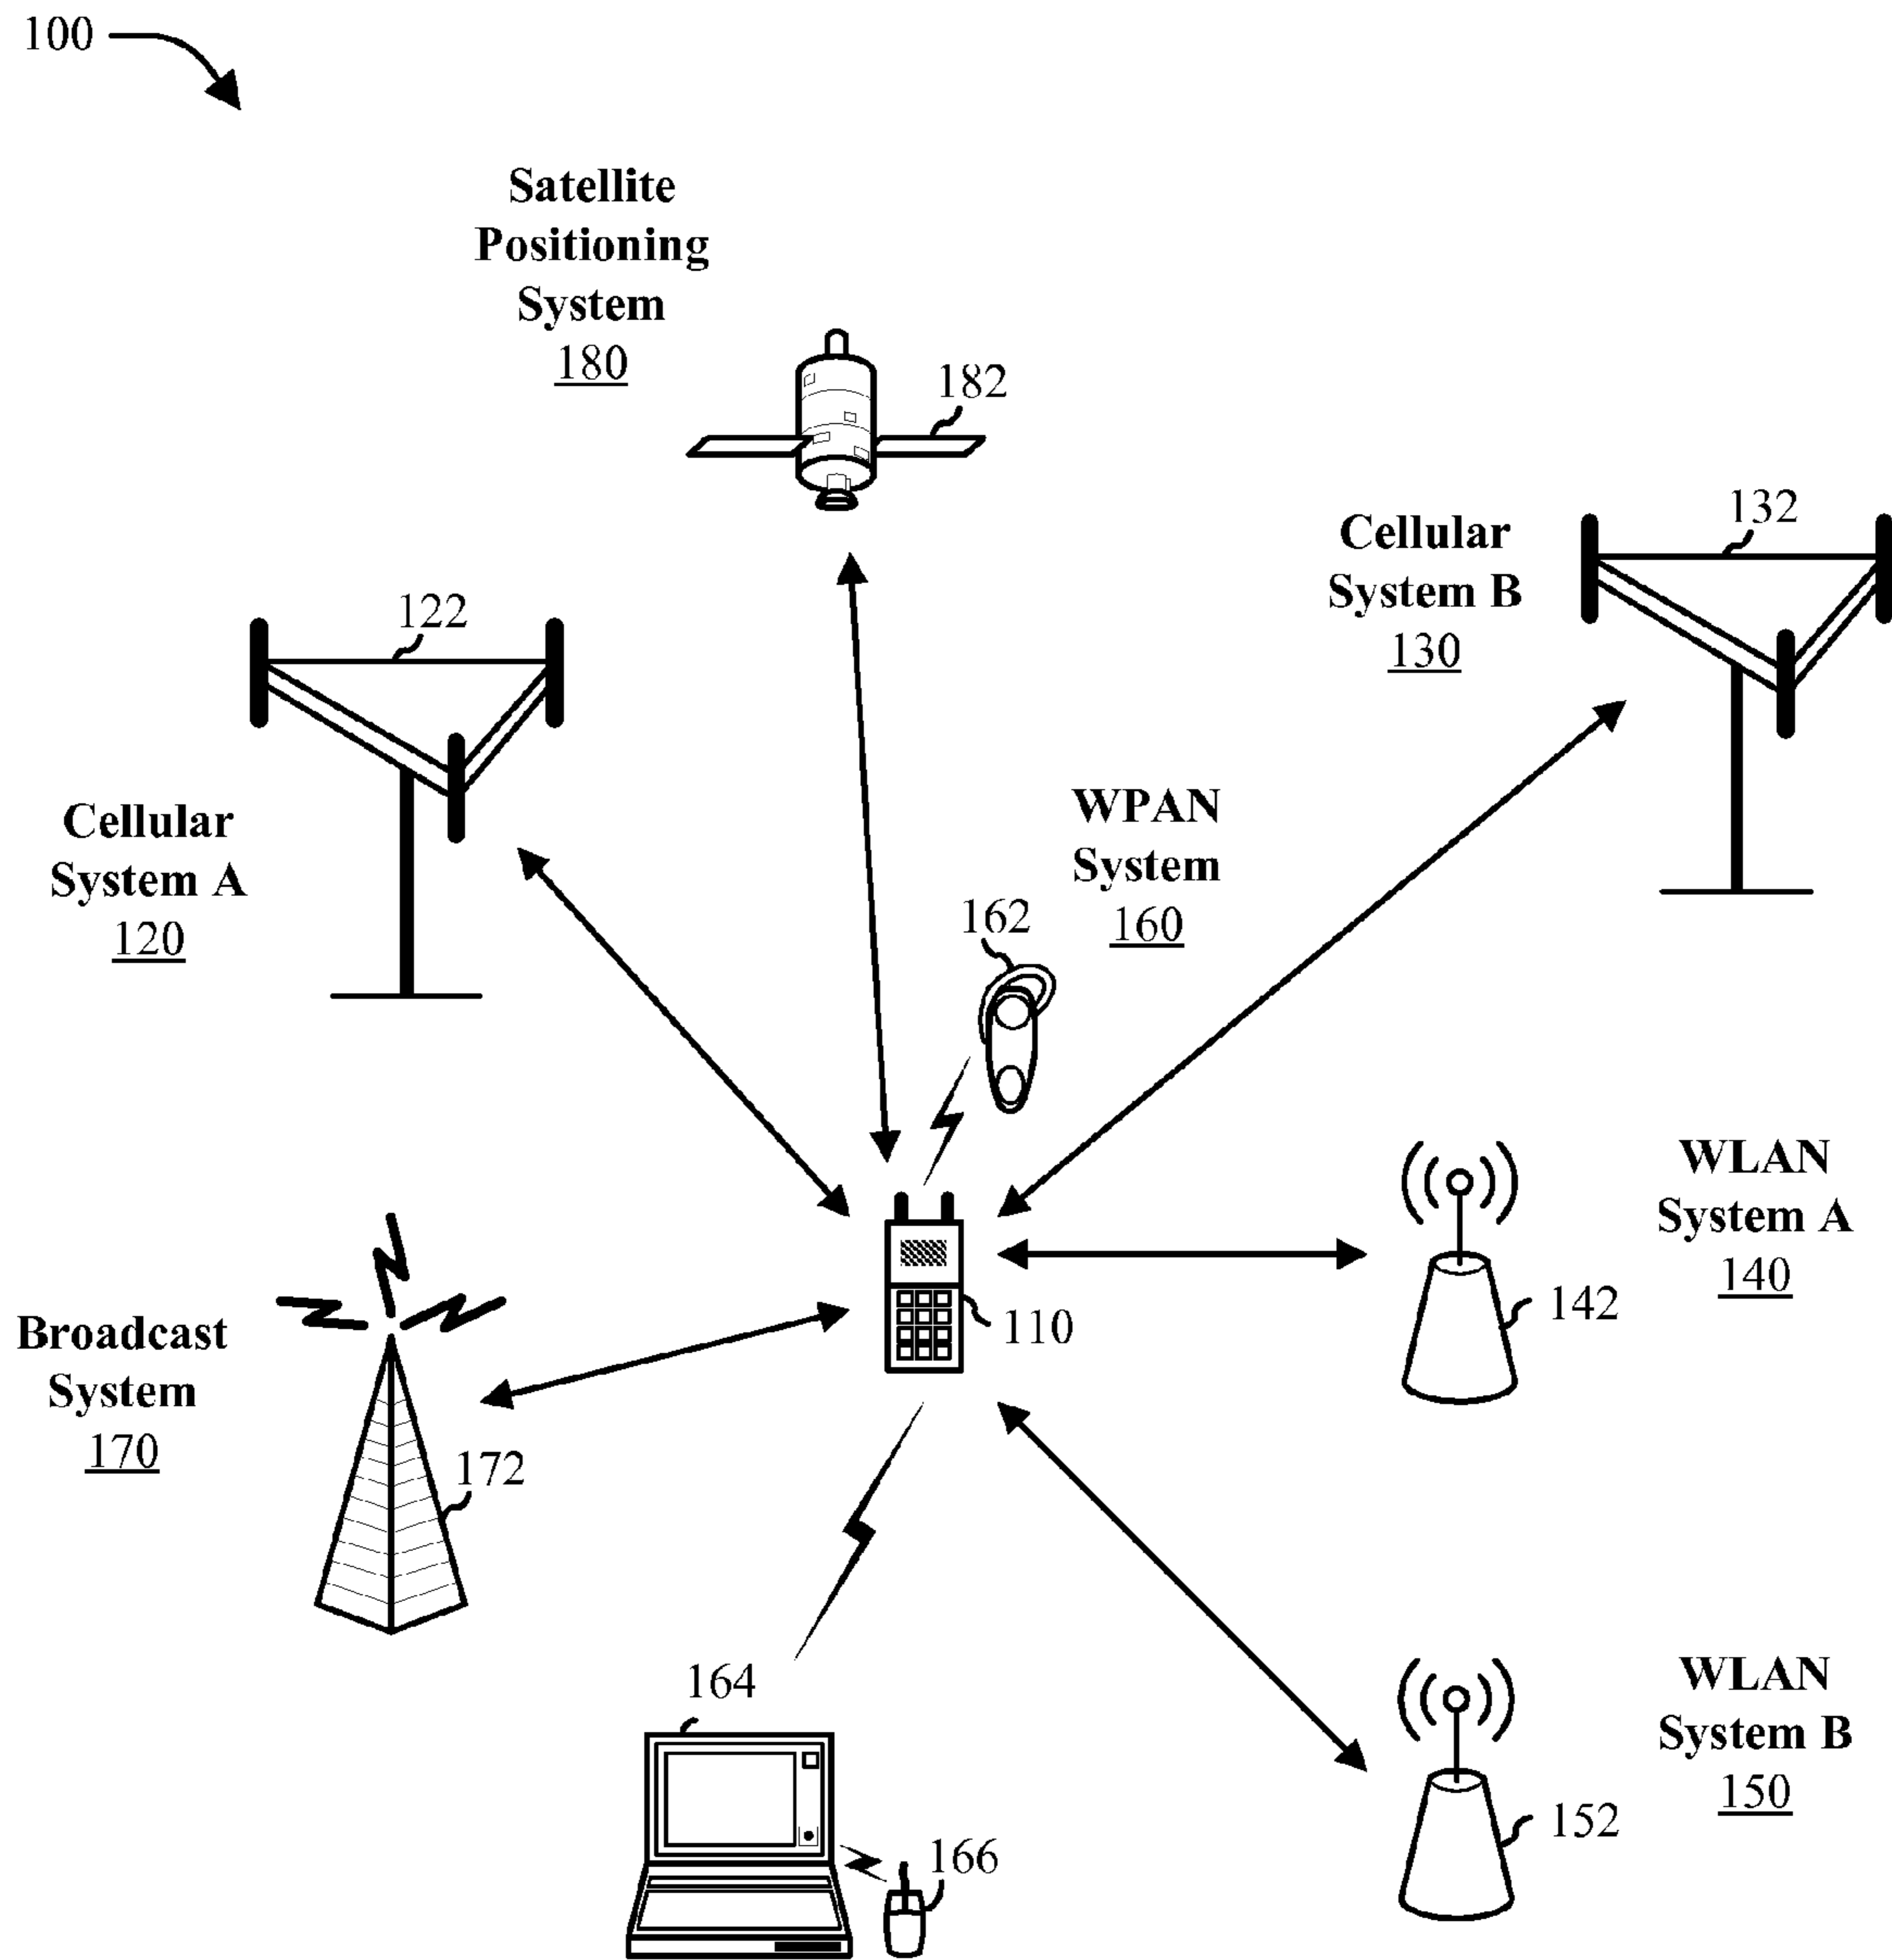 100
Satellite
Positioning
System
180
182
Cellular
System B
130
132
122
Cellular
System A
120
WPAN
System
160
162
WLAN
System A
140
142
110
Broadcast
System
170
172
164
166
WLAN
System B
150
152